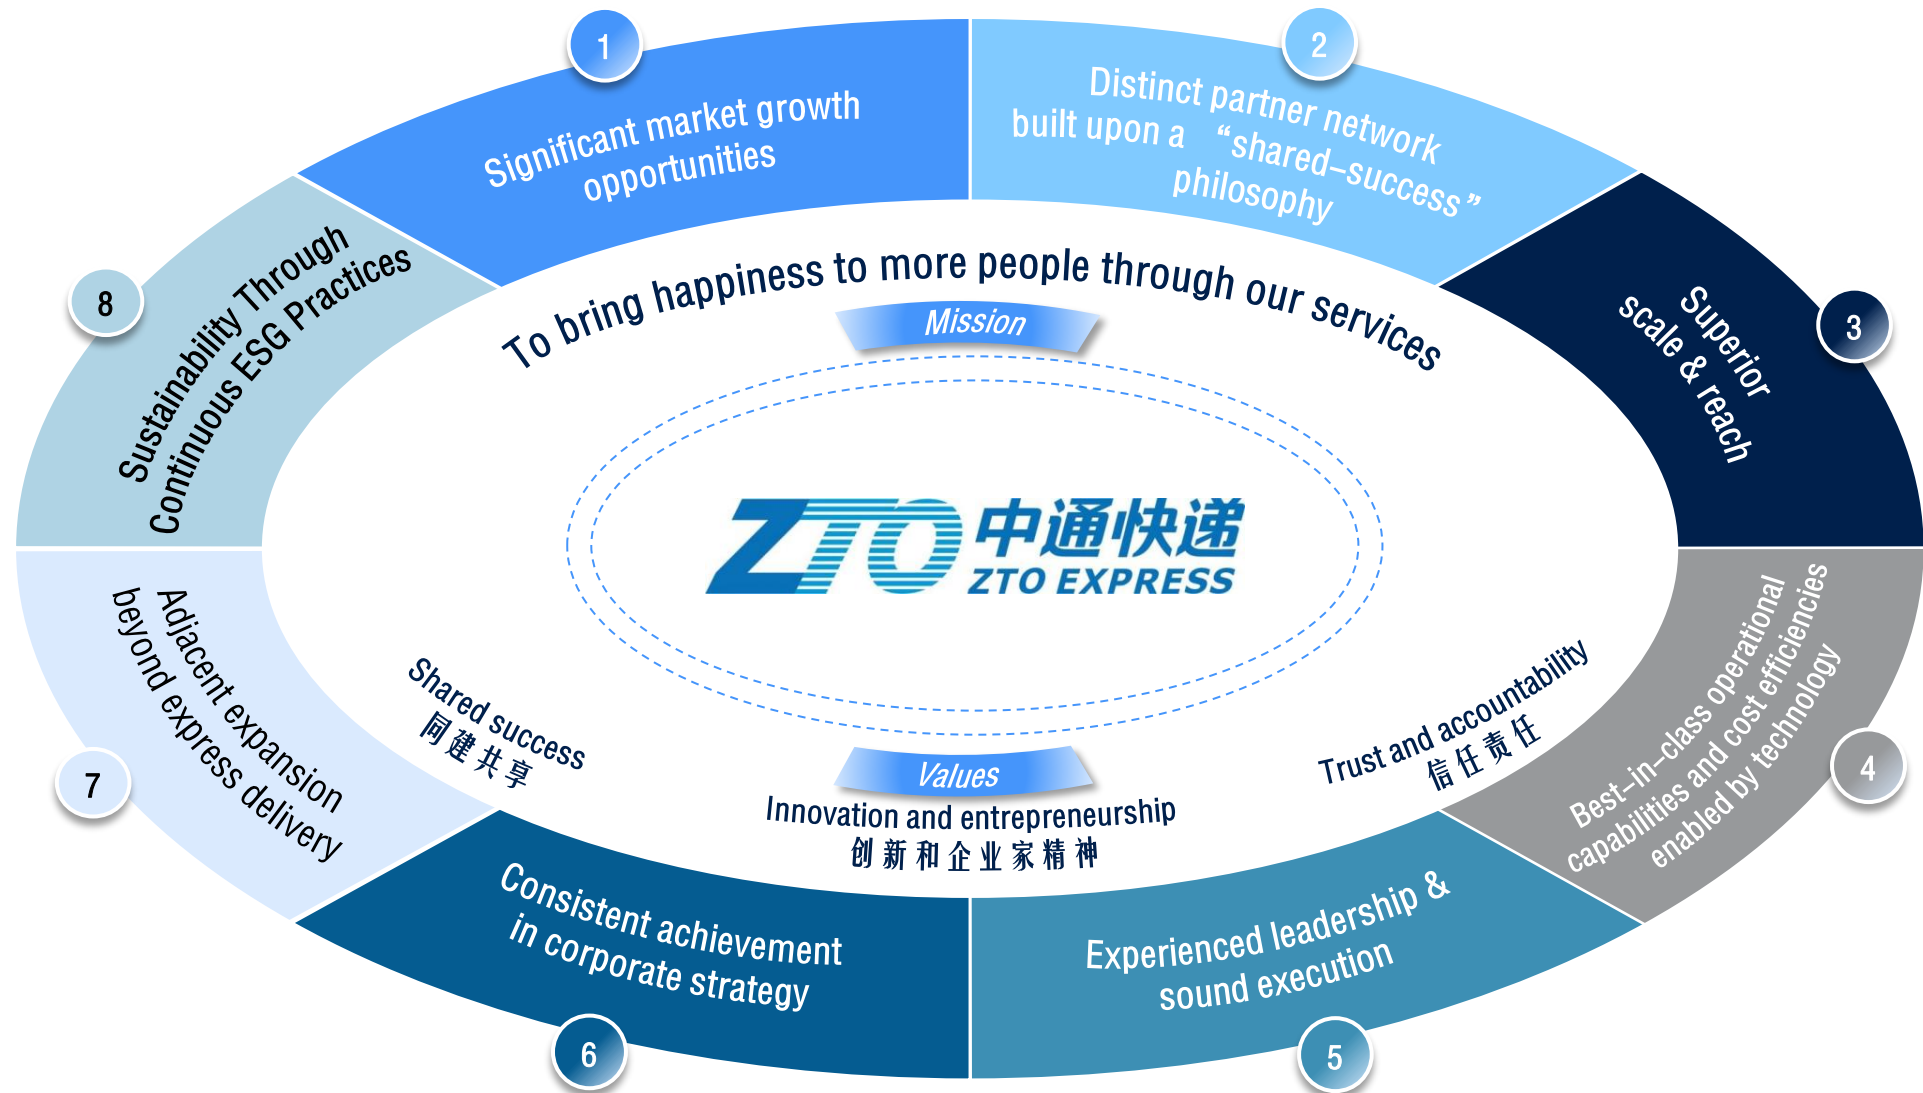 1
Significant market growth
opportunities
2
Distinct partner network
built upon a “shared–success”
philosophy
3
Superior
scale & reach
4
Best–in–class operational
capabilities and cost efficiencies
enabled by technology
5
Experienced leadership &
sound execution
6
Consistent achievement
in corporate strategy
7
Adjacent expansion
beyond express delivery
8
Sustainability Through
Continuous ESG Practices
To bring happiness to more people through our services
Mission
ZTO 中通快递
ZTO EXPRESS
Values
Shared success
同建共享
Innovation and entrepreneurship
创新和企业家精神
Trust and accountability
信任责任